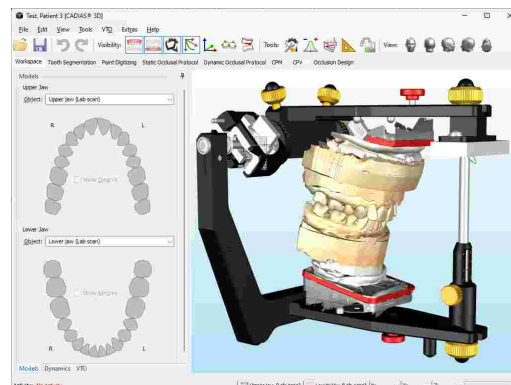 Test, Patient 3 [CADIAS® 3D]
File Edit View Tools VTO Extras Help
Visibility: Tools: View:
Workspace Tooth Segmentation Point Digitizing Static Occlusal Protocol Dynamic Occlusal Protocol CPM CPV Occlusion Design
Models
Upper Jaw
Object: Upper jaw (Lab scan)
R L
Show Diagnose
Lower Jaw
Object: Lower jaw (Lab scan)
Show Diagnose
R L
Models Dynamics VTO